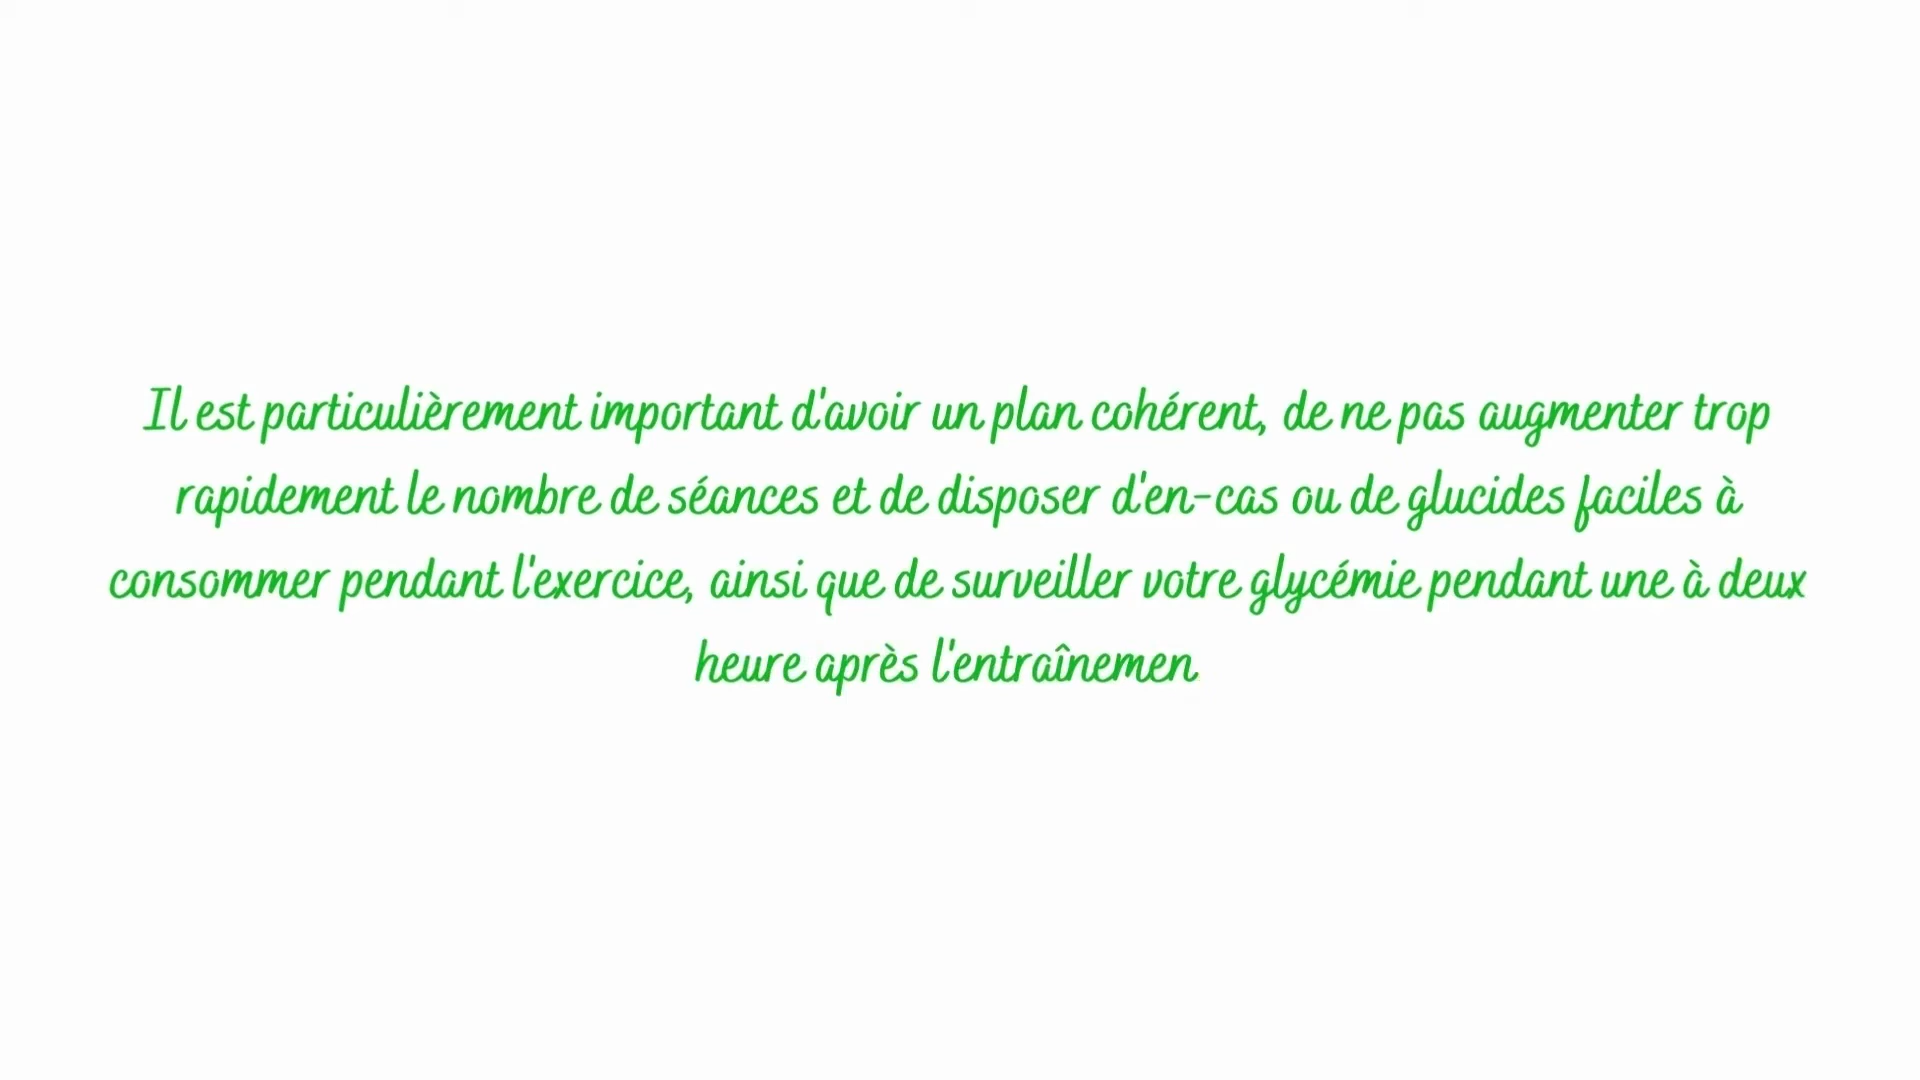 Il est particulièrement important d'avoir un plan cohérent, de ne pas augmenter trop
rapidement le nombre de séances et de disposer d'en-cas ou de glucides faciles à
consommer pendant l'exercice, ainsi que de surveiller votre glycémie pendant une à deux
heure après l'entraînemen